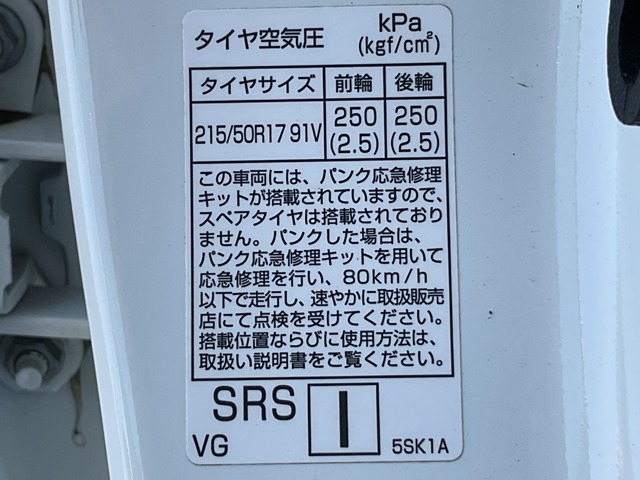 タイヤ空気圧 kPa
(kgf/cm²)
タイヤサイズ 前輪 後輪
215/50R17 91V 250 250
(2.5) (2.5)
この車両には、パンク応急修理
キットが搭載されていますので、
スペアタイヤは搭載されており
ません。パンクした場合は、
パンク応急修理キットを用いて
応急修理を行い、80km/h
以下で走行し、速やかに取扱販売
店にて点検を受けてください。
搭載位置ならびに使用方法は、
取扱い説明書をご覧ください。
SRS I
VG 5SK1A